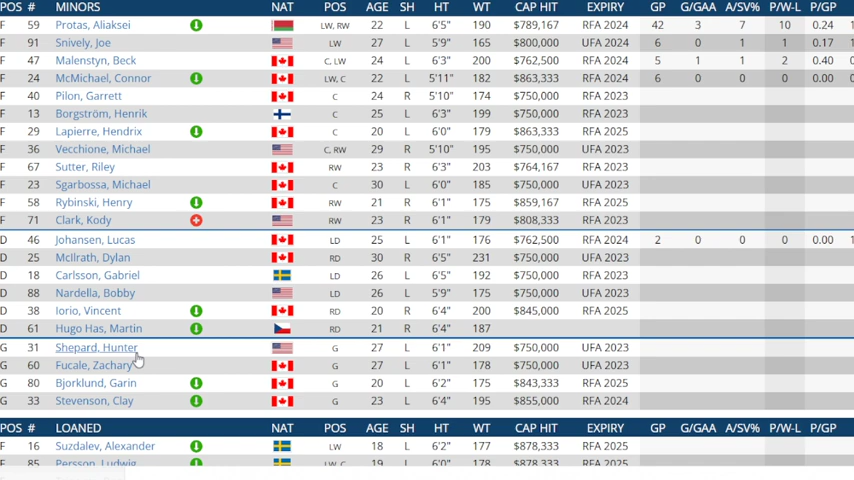 POS # MINORS NAT POS AGE SH HT WT CAP HIT EXPIRY GP G/GAA A/SV% P/W-L P/GP
F 59 Protas, Aliaksei LW, RW 22 L 6'5" 190 $789,167 RFA 2024 42 3 7 10 0.24 1
F 91 Snively, Joe LW 27 L 5'9" 165 $800,000 UFA 2024 6 0 1 1 0.17 1
F 47 Malenstyn, Beck C, LW 24 L 6'3" 200 $762,500 RFA 2024 5 1 1 2 0.40
F 24 McMichael, Connor LW, C 22 L 5'11" 182 $863,333 RFA 2024 6 0 0 0 0.00
F 40 Pilon, Garrett C 24 R 5'10" 174 $750,000 RFA 2023
F 13 Borgström, Henrik C 25 L 6'3" 199 $750,000 RFA 2023
F 29 Lapierre, Hendrix C 20 L 6'0" 179 $863,333 RFA 2025
F 36 Vecchione, Michael C, RW 29 R 5'10" 195 $750,000 UFA 2023
F 67 Sutter, Riley RW 23 R 6'3" 203 $764,167 RFA 2023
F 23 Sgarbossa, Michael C 30 L 6'0" 185 $750,000 UFA 2023
F 58 Rybinski, Henry RW 21 R 6'1" 175 $859,167 RFA 2025
F 71 Clark, Kody RW 23 R 6'1" 179 $808,333 RFA 2023
D 46 Johansen, Lucas LD 25 L 6'1" 176 $762,500 RFA 2024 2 0 0 0 0.00 1
D 25 McIlrath, Dylan RD 30 R 6'5" 231 $750,000 UFA 2023
D 18 Carlsson, Gabriel LD 26 L 6'5" 192 $750,000 RFA 2023
D 88 Nardella, Bobby LD 26 L 5'9" 175 $750,000 UFA 2023
D 38 Iorio, Vincent RD 20 R 6'4" 200 $845,000 RFA 2025
D 61 Hugo Has, Martin RD 21 R 6'4" 187
G 31 Shepard, Hunter G 27 L 6'1" 209 $750,000 UFA 2023
G 60 Fucale, Zachary G 27 L 6'1" 178 $750,000 UFA 2023
G 80 Bjorklund, Garin G 20 L 6'2" 175 $843,333 RFA 2025
G 33 Stevenson, Clay G 23 L 6'4" 195 $855,000 RFA 2024
POS # LOANED NAT POS AGE SH HT WT CAP HIT EXPIRY GP G/GAA A/SV% P/W-L P/GP
F 16 Suzdalev, Alexander LW 18 L 6'2" 177 $878,333 RFA 2025
F 85 Persson, Ludwig LW, C 19 L 6'0" 178 $878,333 RFA 2025